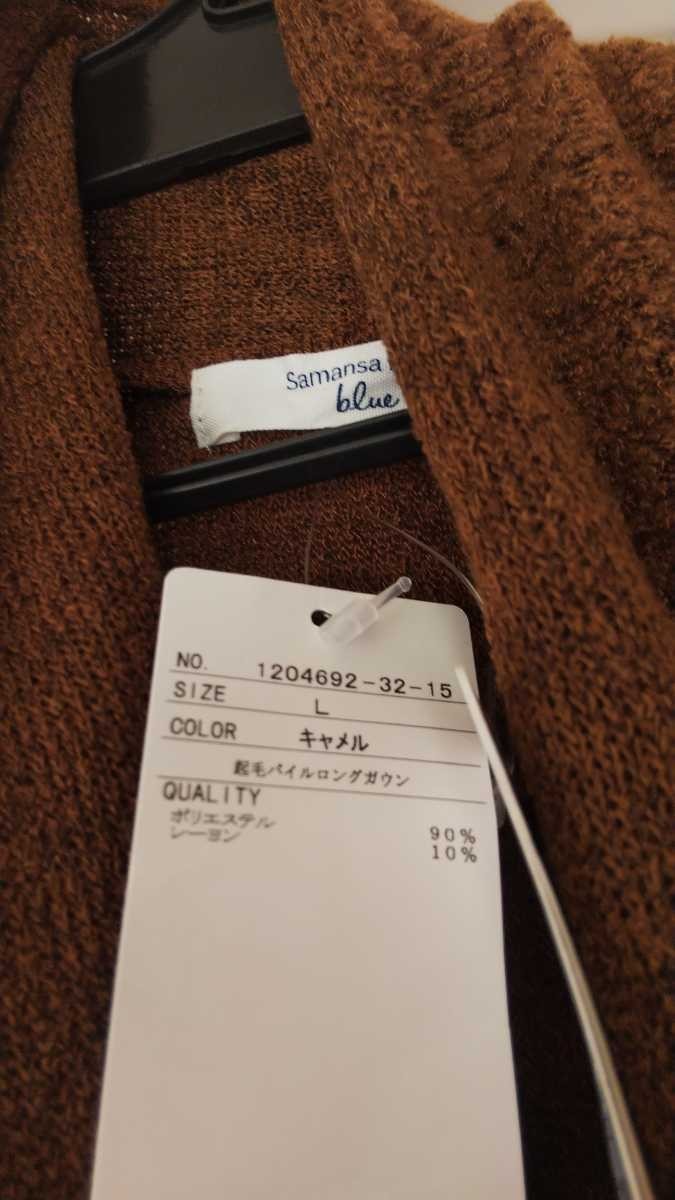 Samansa
blue
NO. 1204692-32-15
SIZE L
COLOR キャメル
起毛パイルロングガウン
QUALITY
ポリエステル 90%
レーヨン 10%